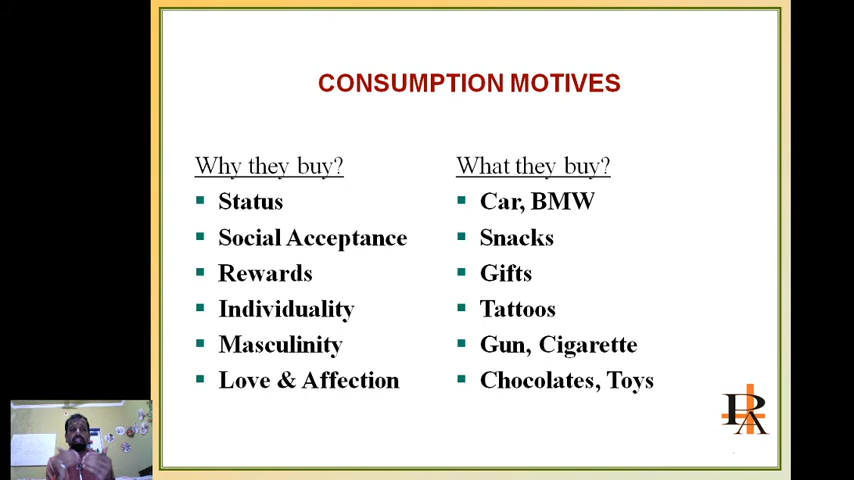 CONSUMPTION MOTIVES
Why they buy?
Status
Social Acceptance
Rewards
Individuality
Masculinity
Love & Affection
What they buy?
Car, BMW
Snacks
Gifts
Tattoos
Gun, Cigarette
Chocolates, Toys